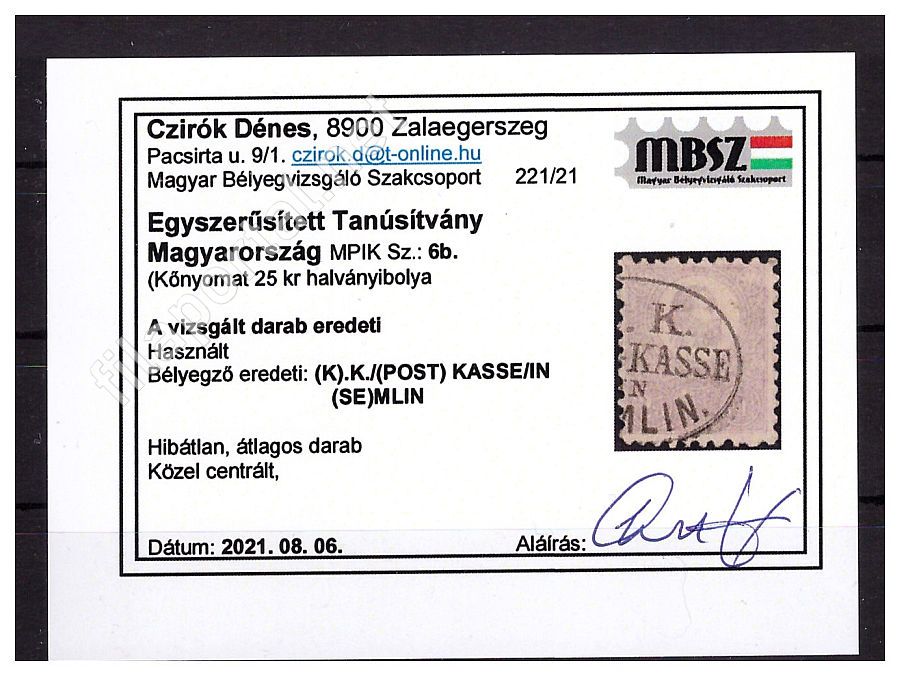 Czirók Dénes, 8900 Zalaegerszeg
Pacsirta u. 9/1. czirok.d@t-online.hu
Magyar Bélyegvizsgáló Szakcsoport 221/21
MBSZ
Magyar Bélyegvizsgáló Szakcsoport
Egyszerűsített Tanúsítvány
Magyarország MPIK Sz.: 6b.
(Kőnyomat 25 kr halványibolya
A vizsgált darab eredeti
Használt
Bélyegző eredeti: (K).K./(POST) KASSE/IN
(SE)MLIN
. K.
KASSE
EN
MLIN.
Hibátlan, átlagos darab
Közel centrált,
Dátum: 2021. 08. 06. Aláírás: